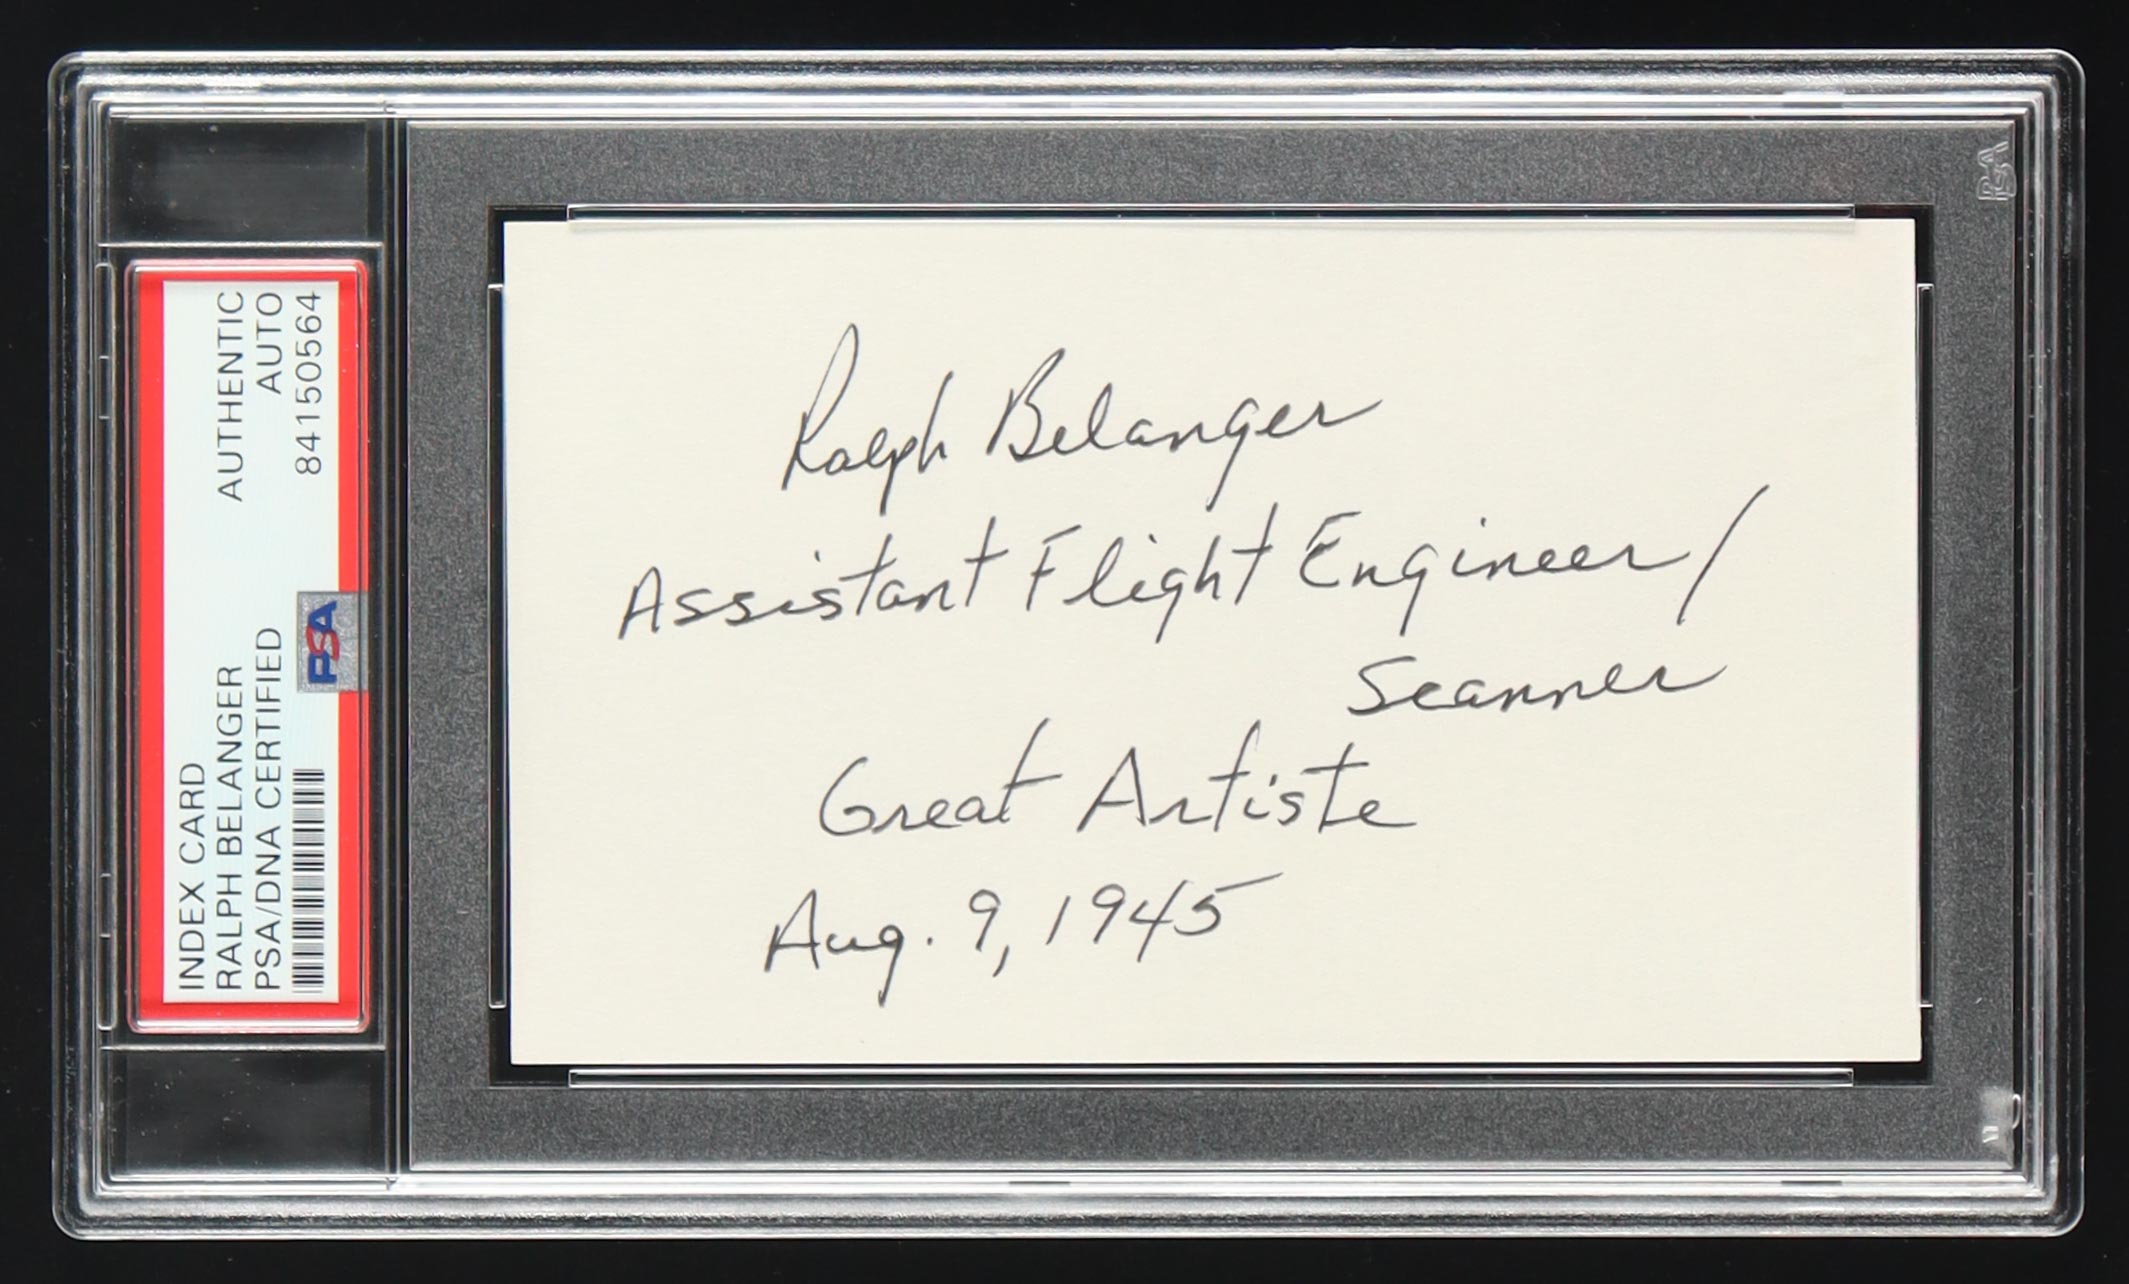 INDEX CARD
RALPH BELANGER
PSA/DNA CERTIFIED
AUTHENTIC
AUTO
84150564
PSA
Ralph Belanger
Assistant Flight Engineer/
Scanner
Great Artiste
Aug. 9, 1945
PSA